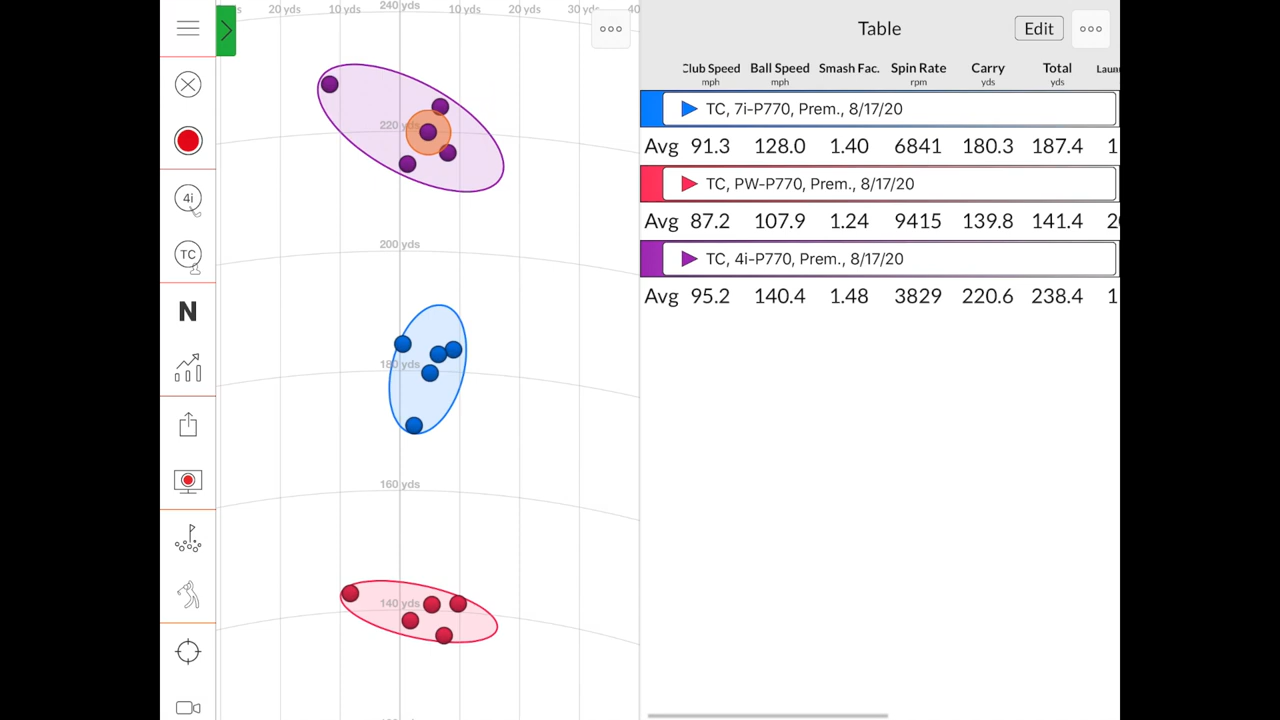 s 20 yds 10 yds 240 yds 10 yds 20 yds 30 yds 40
4i
TC
N
220 yds
200 yds
180 yds
160 yds
140 yds
Table
Edit
Club Speed Ball Speed Smash Fac. Spin Rate Carry Total Laun
mph mph rpm yds yds
TC, 7i-P770, Prem., 8/17/20
Avg 91.3 128.0 1.40 6841 180.3 187.4 1
TC, PW-P770, Prem., 8/17/20
Avg 87.2 107.9 1.24 9415 139.8 141.4 20
TC, 4i-P770, Prem., 8/17/20
Avg 95.2 140.4 1.48 3829 220.6 238.4 1